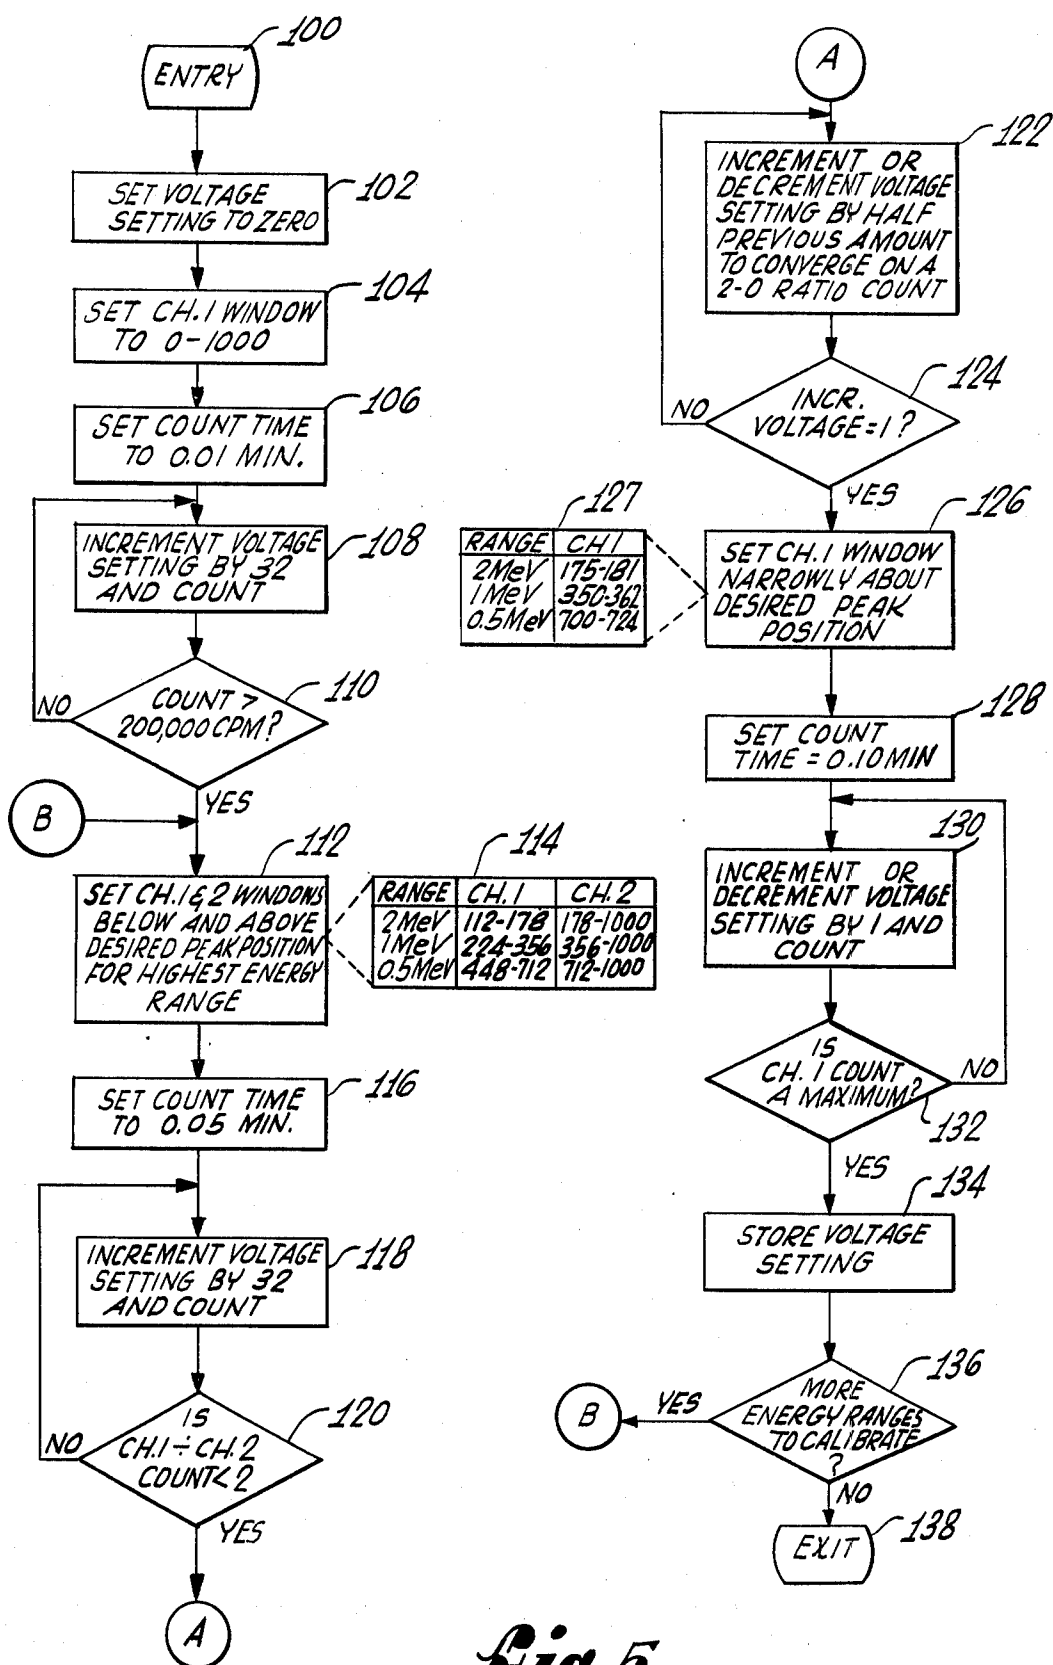 100
ENTRY
102
SET VOLTAGE
SETTING TO ZERO
104
SET CH.1 WINDOW
TO 0-1000
106
SET COUNT TIME
TO 0.01 MIN.
108
INCREMENT VOLTAGE
SETTING BY 32
AND COUNT
110
COUNT >
200,000 CPM?
NO
YES
B
112
SET CH.1 & 2 WINDOWS
BELOW AND ABOVE
DESIRED PEAK POSITION
FOR HIGHEST ENERGY
RANGE
114
RANGE CH.1 CH.2
2MeV 112-178 178-1000
1MeV 224-356 356-1000
0.5MeV 448-712 712-1000
116
SET COUNT TIME
TO 0.05 MIN.
118
INCREMENT VOLTAGE
SETTING BY 32
AND COUNT
120
IS
CH.1 ÷ CH.2
COUNT < 2
NO
YES
A
A
122
INCREMENT OR
DECREMENT VOLTAGE
SETTING BY HALF
PREVIOUS AMOUNT
TO CONVERGE ON A
2-0 RATIO COUNT
124
INCR.
VOLTAGE=1?
NO
YES
126
SET CH.1 WINDOW
NARROWLY ABOUT
DESIRED PEAK
POSITION
127
RANGE CH1
2MeV 175-181
1MeV 350-362
0.5MeV 700-724
128
SET COUNT
TIME = 0.10 MIN
130
INCREMENT OR
DECREMENT VOLTAGE
SETTING BY 1 AND
COUNT
132
IS
CH. 1 COUNT
A MAXIMUM?
NO
YES
134
STORE VOLTAGE
SETTING
136
MORE
ENERGY RANGES
TO CALIBRATE
?
YES
B
NO
138
EXIT
Fig 5